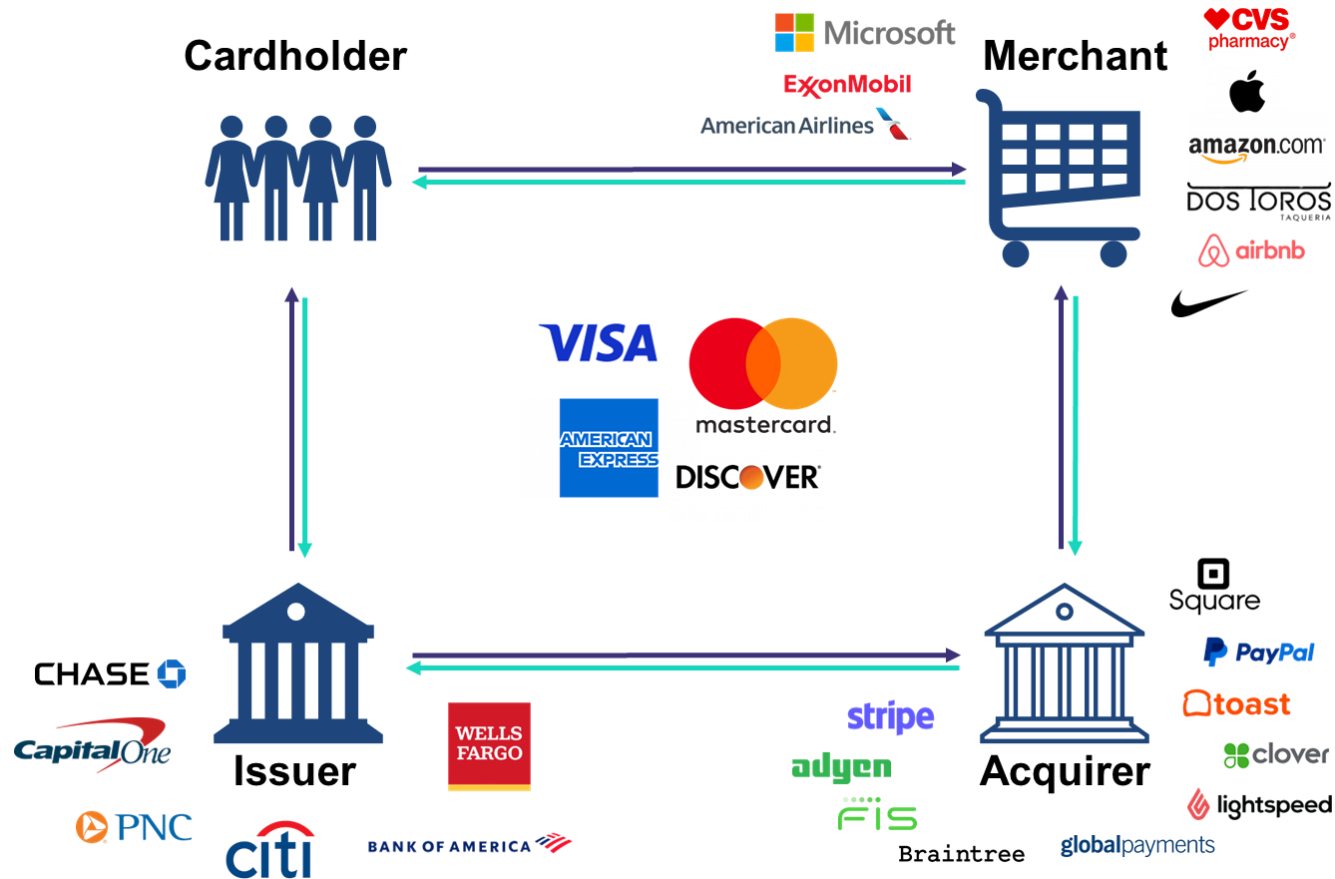 Cardholder
Microsoft
ExxonMobil
American Airlines
Merchant
CVS
pharmacy®
amazon.com
DOS TOROS
TAQUERIA
airbnb
VISA
mastercard.
AMERICAN
EXPRESS
DISCOVER
CHASE
Capital One
PNC
citi
Issuer
WELLS
FARGO
BANK OF AMERICA
stripe
adyen
FIS
Braintree
Acquirer
Square
PayPal
toast
clover
lightspeed
globalpayments